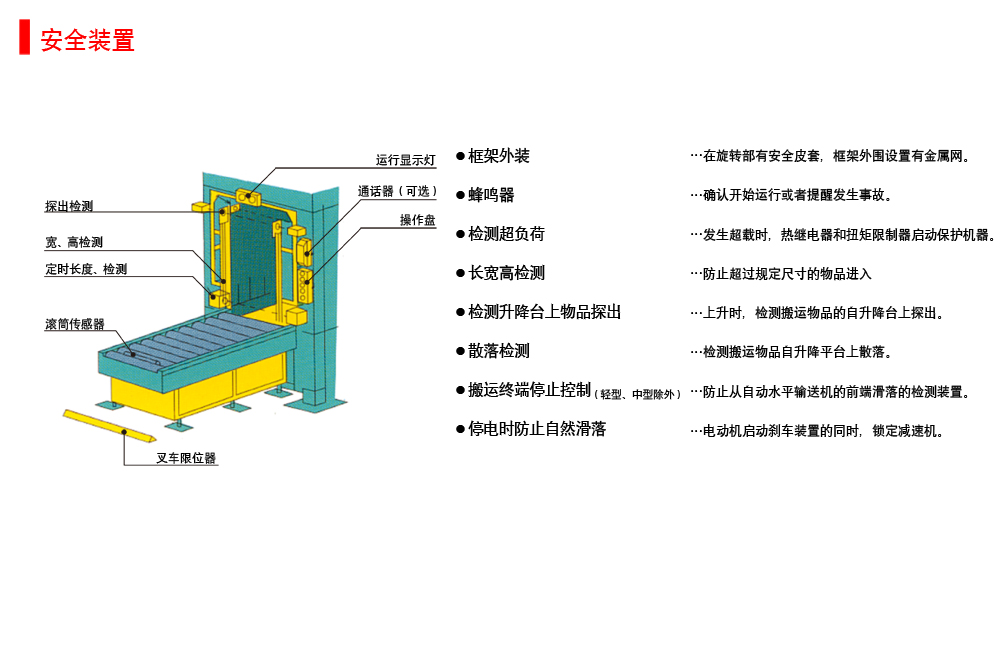 安全装置
运行显示灯
通话器（可选）
操作盘
探出检测
宽、高检测
定时长度、检测
滚筒传感器
叉车限位器
●框架外装 …在旋转部有安全皮套，框架外围设置有金属网。
●蜂鸣器 …确认开始运行或者提醒发生事故。
●检测超负荷 …发生超载时，热继电器和扭矩限制器启动保护机器。
●长宽高检测 …防止超过规定尺寸的物品进入
●检测升降台上物品探出 …上升时，检测搬运物品的自升降台上探出。
●散落检测 …检测搬运物品自升降平台上散落。
●搬运终端停止控制（轻型、中型除外） …防止从自动水平输送机的前端滑落的检测装置。
●停电时防止自然滑落 …电动机启动刹车装置的同时，锁定减速机。